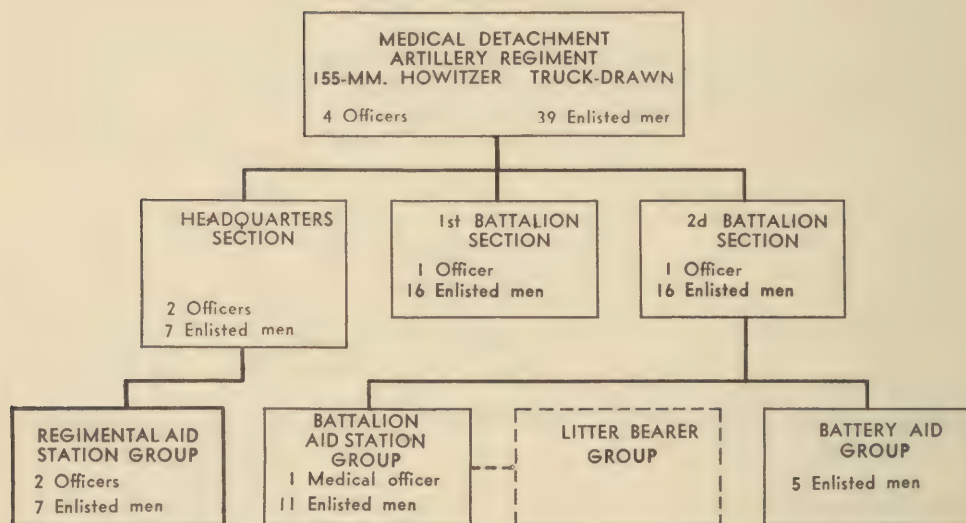 MEDICAL DETACHMENT
ARTILLERY REGIMENT
155-MM. HOWITZER TRUCK-DRAWN
4 Officers 39 Enlisted mer
HEADQUARTERS
SECTION
2 Officers
7 Enlisted men
1st BATTALION
SECTION
1 Officer
16 Enlisted men
2d BATTALION
SECTION
1 Officer
16 Enlisted men
REGIMENTAL AID
STATION GROUP
2 Officers
7 Enlisted men
BATTALION
AID STATION
GROUP
1 Medical officer
11 Enlisted men
LITTER BEARER
GROUP
BATTERY AID
GROUP
5 Enlisted men